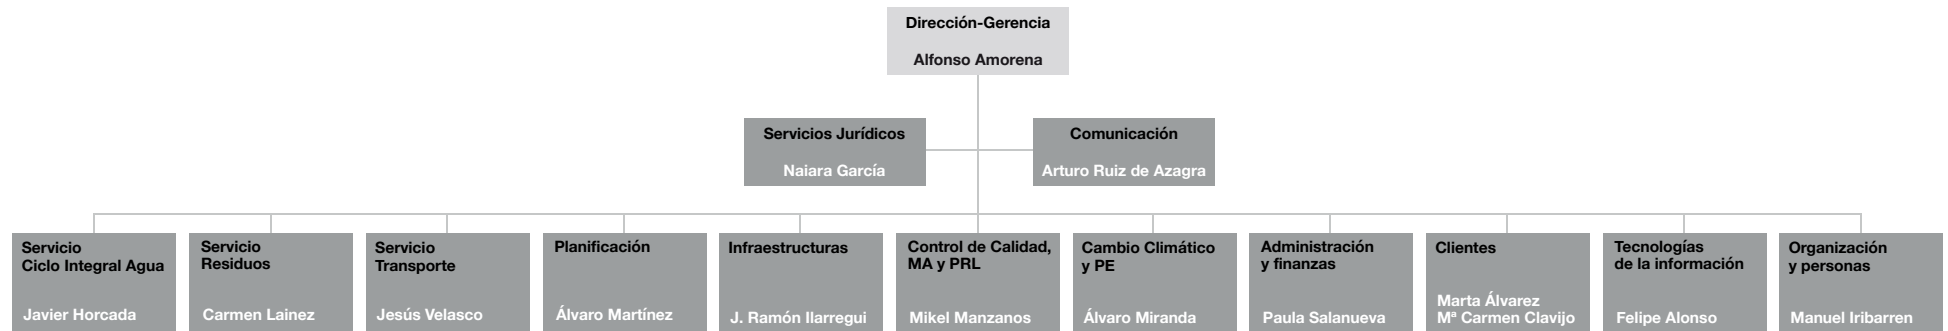 Dirección-Gerencia
Alfonso Amorena
Servicios Jurídicos
Naiara García
Comunicación
Arturo Ruiz de Azagra
Servicio
Ciclo Integral Agua
Javier Horcada
Servicio
Residuos
Carmen Lainez
Servicio
Transporte
Jesús Velasco
Planificación
Álvaro Martínez
Infraestructuras
J. Ramón Ilarregui
Control de Calidad,
MA y PRL
Mikel Manzanos
Cambio Climático
y PE
Álvaro Miranda
Administración
y finanzas
Paula Salanueva
Clientes
Marta Álvarez
Mª Carmen Clavijo
Tecnologías
de la información
Felipe Alonso
Organización
y personas
Manuel Iribarren